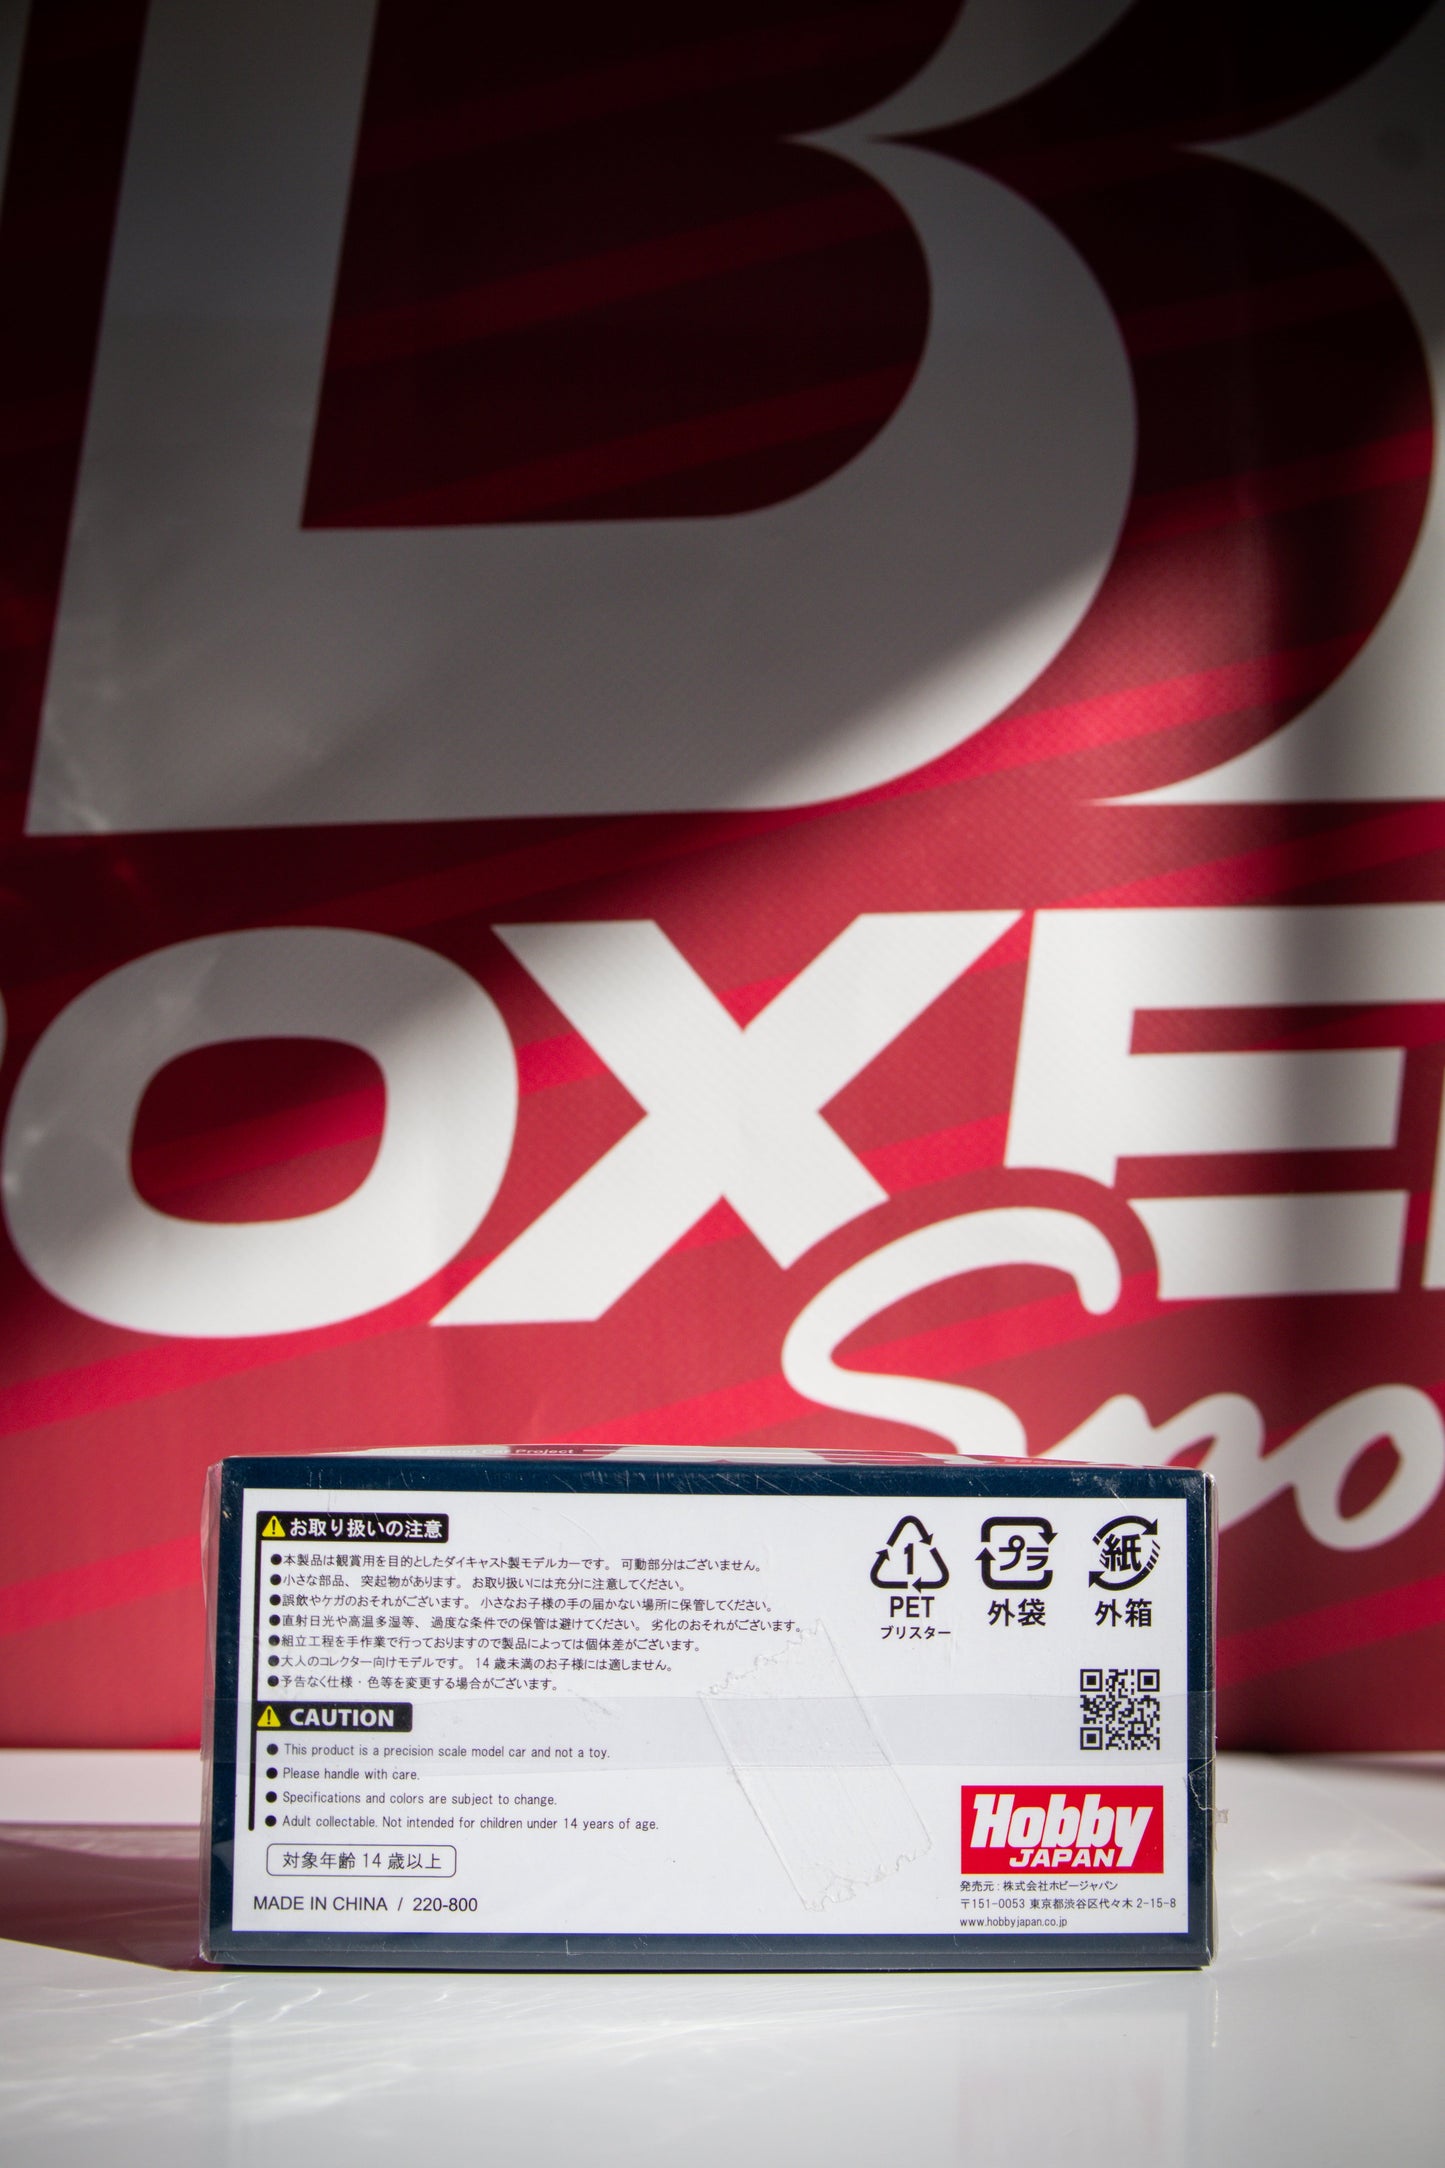 B
OXE
Spo
Model Car Project
お取り扱いの注意
●本製品は観賞用を目的としたダイキャスト製モデルカーです。 可動部分はございません。
●小さな部品、 突起物があります。 お取り扱いには充分に注意してください。
●誤飲やケガのおそれがございます。 小さなお子様の手の届かない場所に保管してください。
●直射日光や高温多湿等、 過度な条件での保管は避けてください。 劣化のおそれがございます。
●組立工程を手作業で行っておりますので製品によっては個体差がございます。
●大人のコレクター向けモデルです。 14 歳未満のお子様には適しません。
●予告なく仕様・色等を変更する場合がございます。
CAUTION
● This product is a precision scale model car and not a toy.
● Please handle with care.
● Specifications and colors are subject to change.
● Adult collectable. Not intended for children under 14 years of age.
対象年齢 14 歳以上
MADE IN CHINA / 220-800
1
PET
ブリスター
プラ
外袋
紙
外箱
Hobby
JAPAN
発売元 : 株式会社ホビージャパン
〒151-0053 東京都渋谷区代々木 2-15-8
www.hobbyjapan.co.jp